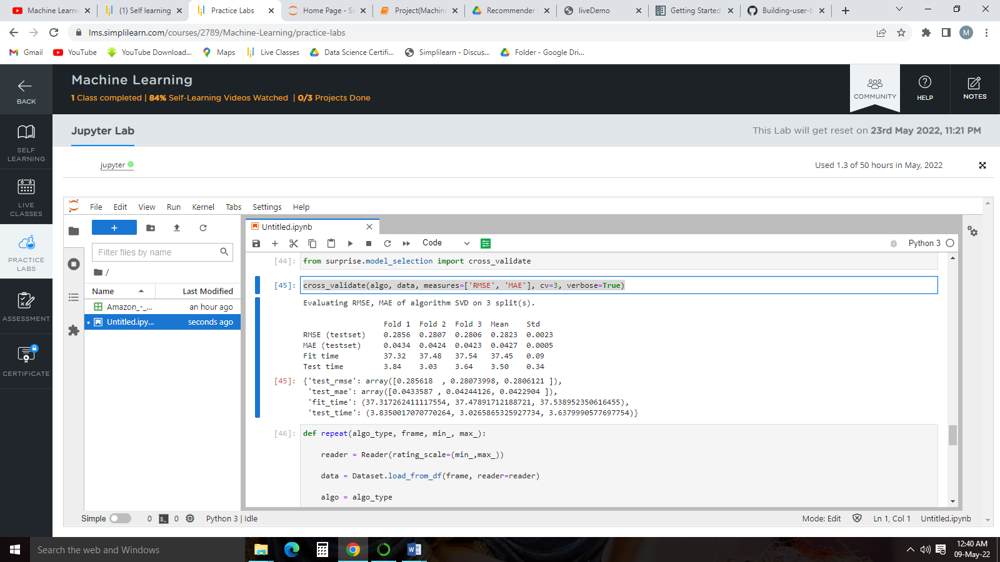 Machine Learni
(1) Self learning
Practice Labs
Home Page - Se
Project(Machine
Recommender
liveDemo
Getting Started
Building-user-b
lms.simplilearn.com/courses/2789/Machine-Learning/practice-labs
M
Gmail
YouTube
YouTube Download...
Maps
Live Classes
Data Science Certifi...
Simplilearn - Discus...
Folder - Google Dri...
BACK
Machine Learning
1 Class completed | 84% Self-Learning Videos Watched | 0/3 Projects Done
COMMUNITY
HELP
NOTES
SELF
LEARNING
LIVE
CLASSES
PRACTICE
LABS
ASSESSMENT
CERTIFICATE
Jupyter Lab
This Lab will get reset on 23rd May 2022, 11:21 PM
jupyter
Used 1.3 of 50 hours in May, 2022
File Edit View Run Kernel Tabs Settings Help
Filter files by name
/
Name Last Modified
Amazon_-_... an hour ago
Untitled.ipy... seconds ago
Untitled.ipynb
Code
Python 3
[44]: from surprise.model_selection import cross_validate
[45]: cross_validate(algo, data, measures=['RMSE', 'MAE'], cv=3, verbose=True)
Evaluating RMSE, MAE of algorithm SVD on 3 split(s).
Fold 1 Fold 2 Fold 3 Mean Std
RMSE (testset) 0.2856 0.2807 0.2806 0.2823 0.0023
MAE (testset) 0.0434 0.0424 0.0423 0.0427 0.0005
Fit time 37.32 37.48 37.54 37.45 0.09
Test time 3.84 3.03 3.64 3.50 0.34
[45]: {'test_rmse': array([0.285618 , 0.28073998, 0.2806121 ]),
'test_mae': array([0.0433587 , 0.04244126, 0.0422904 ]),
'fit_time': (37.317262411117554, 37.47891712188721, 37.538952350616455),
'test_time': (3.8350017070770264, 3.0265865325927734, 3.6379990577697754)}
[46]: def repeat(algo_type, frame, min_, max_):
reader = Reader(rating_scale=(min_,max_))
data = Dataset.load_from_df(frame, reader=reader)
algo = algo_type
Simple
0
0
Python 3 | Idle
Mode: Edit
Ln 1, Col 1
Untitled.ipynb
Search the web and Windows
12:40 AM
09-May-22